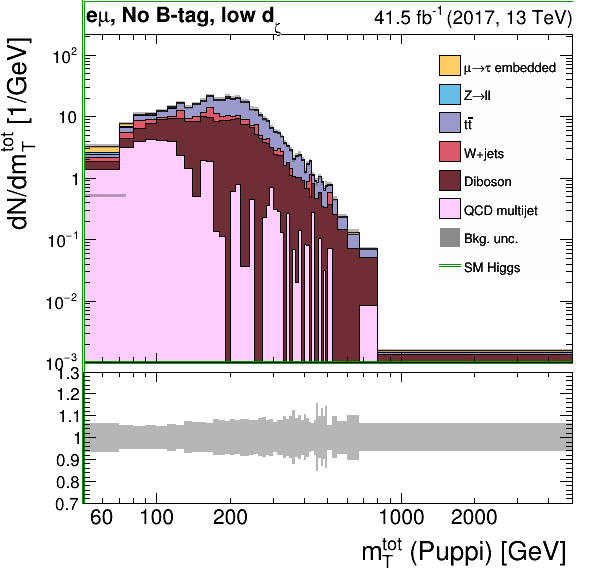 eμ, No B-tag, low dζ
41.5 fb⁻¹ (2017, 13 TeV)
dN/dm_T^tot [1/GeV]
10²
10
1
10⁻¹
10⁻²
10⁻³
μ→τ embedded
Z→ll
tt̄
W+jets
Diboson
QCD multijet
Bkg. unc.
SM Higgs
1.3
1.2
1.1
1
0.9
0.8
0.7
60 100 200 1000 2000
m_T^tot (Puppi) [GeV]